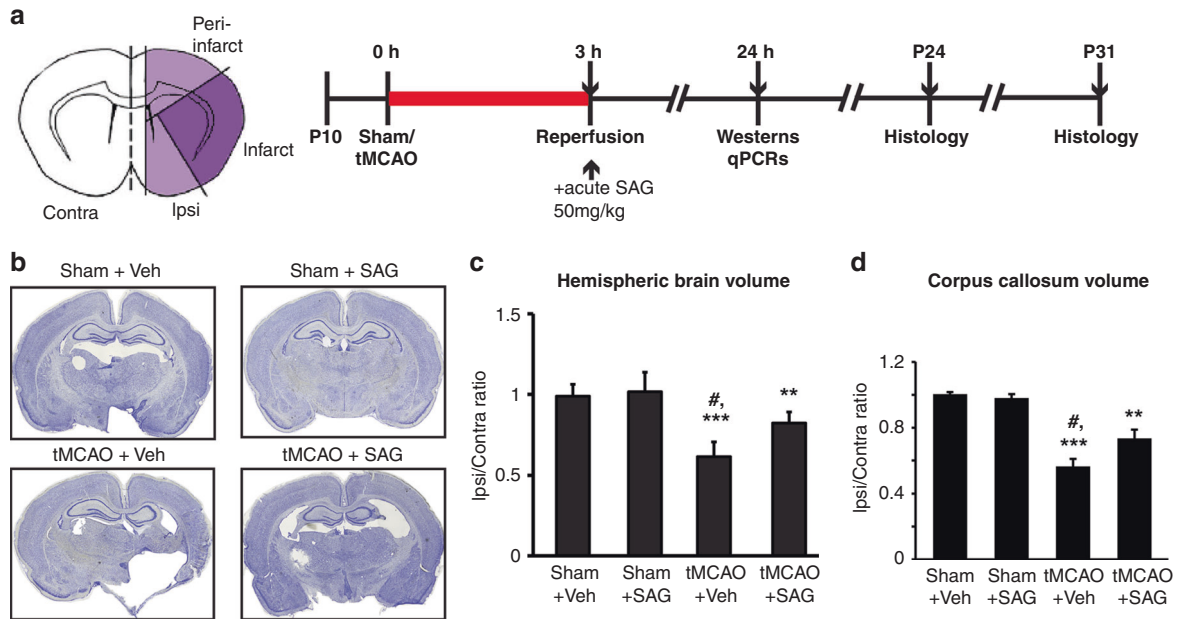 a
Peri-
infarct
Infarct
Ipsi
Contra
0 h
3 h
24 h
P24
P31
P10
Sham/
tMCAO
Reperfusion
Westerns
qPCRs
Histology
Histology
+acute SAG
50mg/kg
b
Sham + Veh
Sham + SAG
tMCAO + Veh
tMCAO + SAG
c
Hemispheric brain volume
Ipsi/Contra ratio
1.5
1
0.5
0
#,
***
**
Sham
+Veh
Sham
+SAG
tMCAO
+Veh
tMCAO
+SAG
d
Corpus callosum volume
Ipsi/Contra ratio
1.2
0.8
0.4
0
#,
***
**
Sham
+Veh
Sham
+SAG
tMCAO
+Veh
tMCAO
+SAG